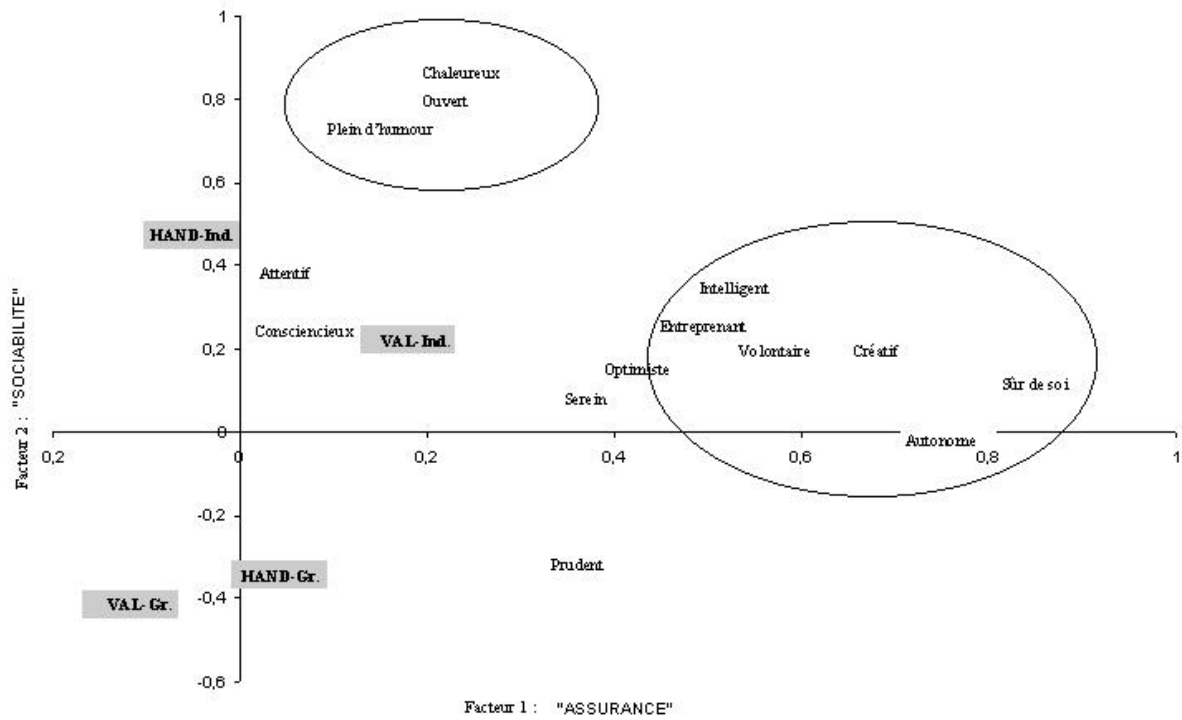 1
Chaleureux
0,8
Ouvert
Plein d'humour
0,6
HAND-Ind.
0,4
Attentif
Intelligent
Consciencieux
VAL-Ind.
Entreprenant
0,2
Volontaire
Créatif
Optimiste
Sûr de soi
Serein
0
Autonome
0,2
0
0,2
0,4
0,6
0,8
1
-0,2
Prudent
HAND-Gr.
-0,4
VAL-Gr.
-0,6
Facteur 2 : "SOCIABILITE"
Facteur 1 : "ASSURANCE"